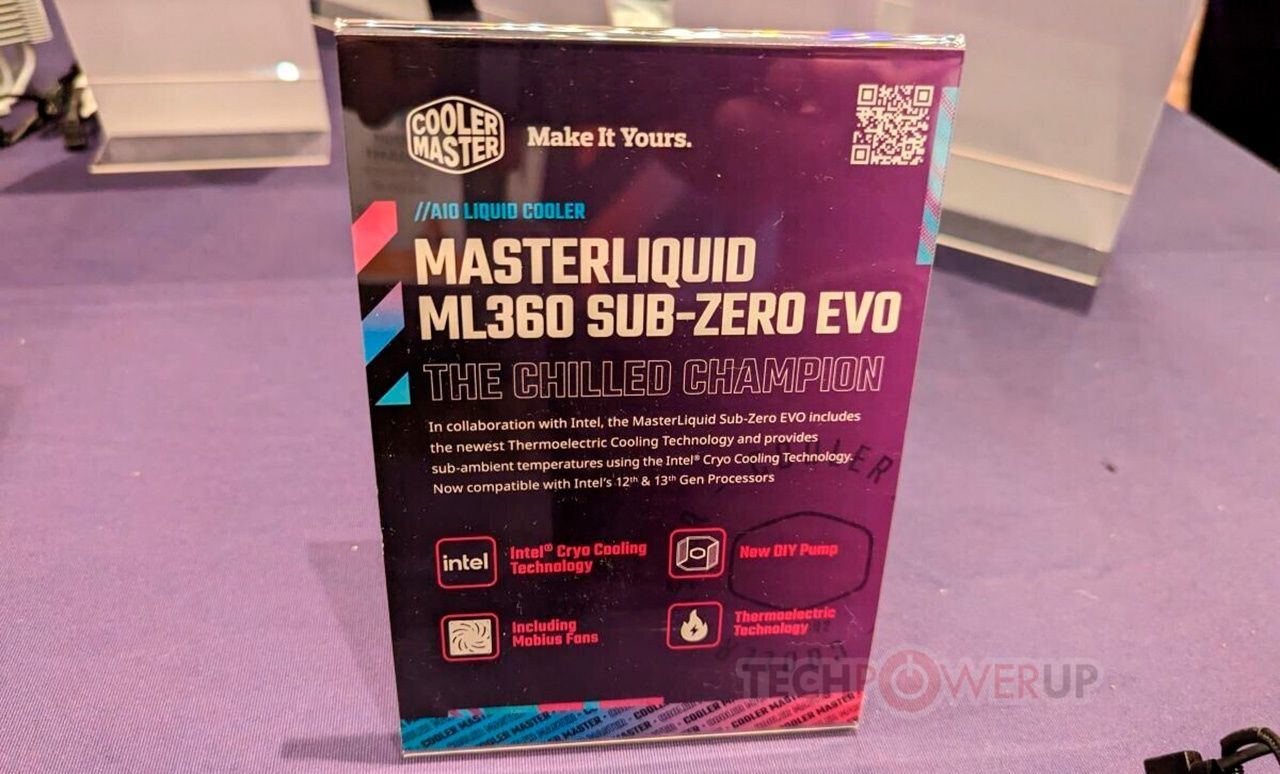 COOLER
MASTER
Make It Yours.
//AIO LIQUID COOLER
MASTERLIQUID
ML360 SUB-ZERO EVO
THE CHILLED CHAMPION
In collaboration with Intel, the MasterLiquid Sub-Zero EVO includes
the newest Thermoelectric Cooling Technology and provides
sub-ambient temperatures using the Intel® Cryo Cooling Technology.
Now compatible with Intel's 12th & 13th Gen Processors
intel
Intel® Cryo Cooling
Technology
New DIY Pump
Including
Mobius Fans
Thermoelectric
Technology
TECHPOWERUP
COOLER MASTER